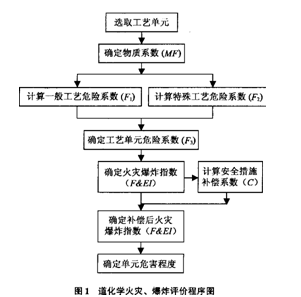 选取工艺单元
确定物质系数(MF)
计算一般工艺危险系数(F₁)
计算特殊工艺危险系数(F₂)
确定工艺单元危险系数(F₃)
确定火灾爆炸指数
(F&EI)
计算安全措施
补偿系数（C）
确定补偿后火灾
爆炸指数（F&EI）
确定单元危害程度
图1 道化学火灾、爆炸评价程序图